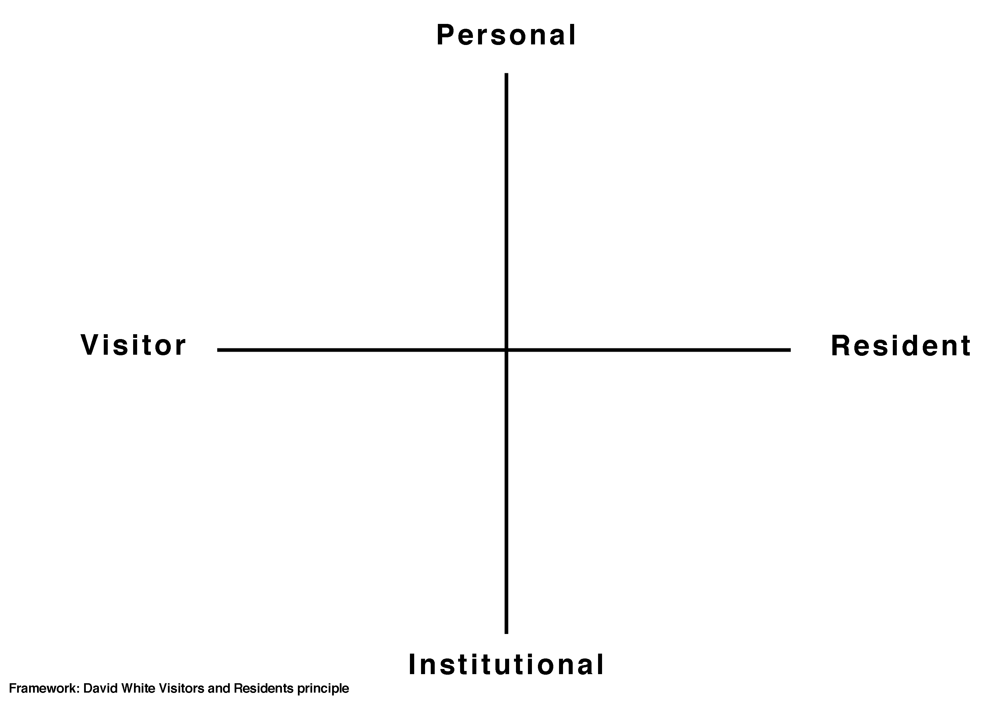 Personal
Visitor
Resident
Institutional
Framework: David White Visitors and Residents principle